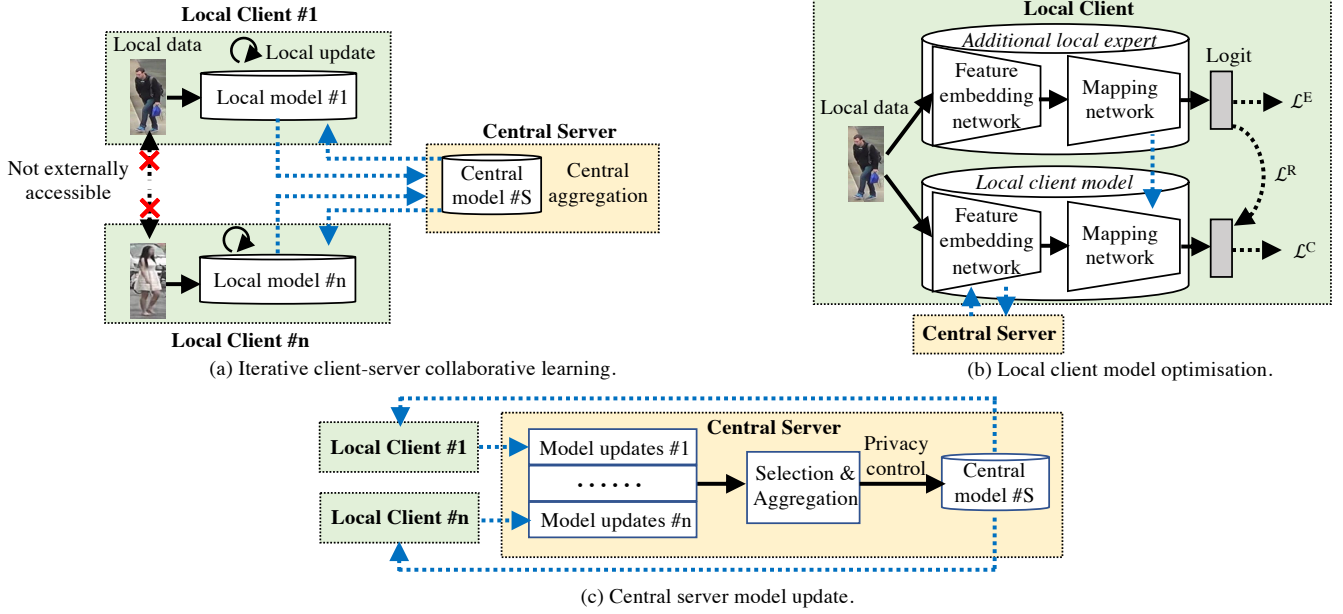 Local Client #1
Local data
Local update
Local model #1
Not externally
accessible
Central Server
Central
model #S
Central
aggregation
Local model #n
Local Client #n
(a) Iterative client-server collaborative learning.
Local Client
Additional local expert
Feature
embedding
network
Mapping
network
Logit
Local data
ℒᴱ
ℒᴿ
Local client model
Feature
embedding
network
Mapping
network
ℒꟲ
Central Server
(b) Local client model optimisation.
Central Server
Local Client #1
Model updates #1
......
Model updates #n
Local Client #n
Selection &
Aggregation
Privacy
control
Central
model #S
(c) Central server model update.